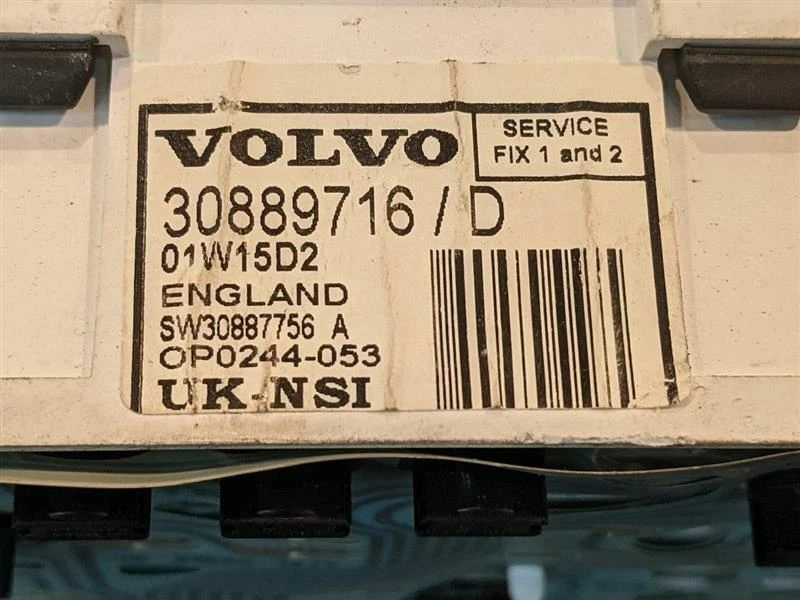 VOLVO
SERVICE
FIX 1 and 2
30889716 / D
01W15D2
ENGLAND
SW30887756 A
OP0244-053
UK-NSI